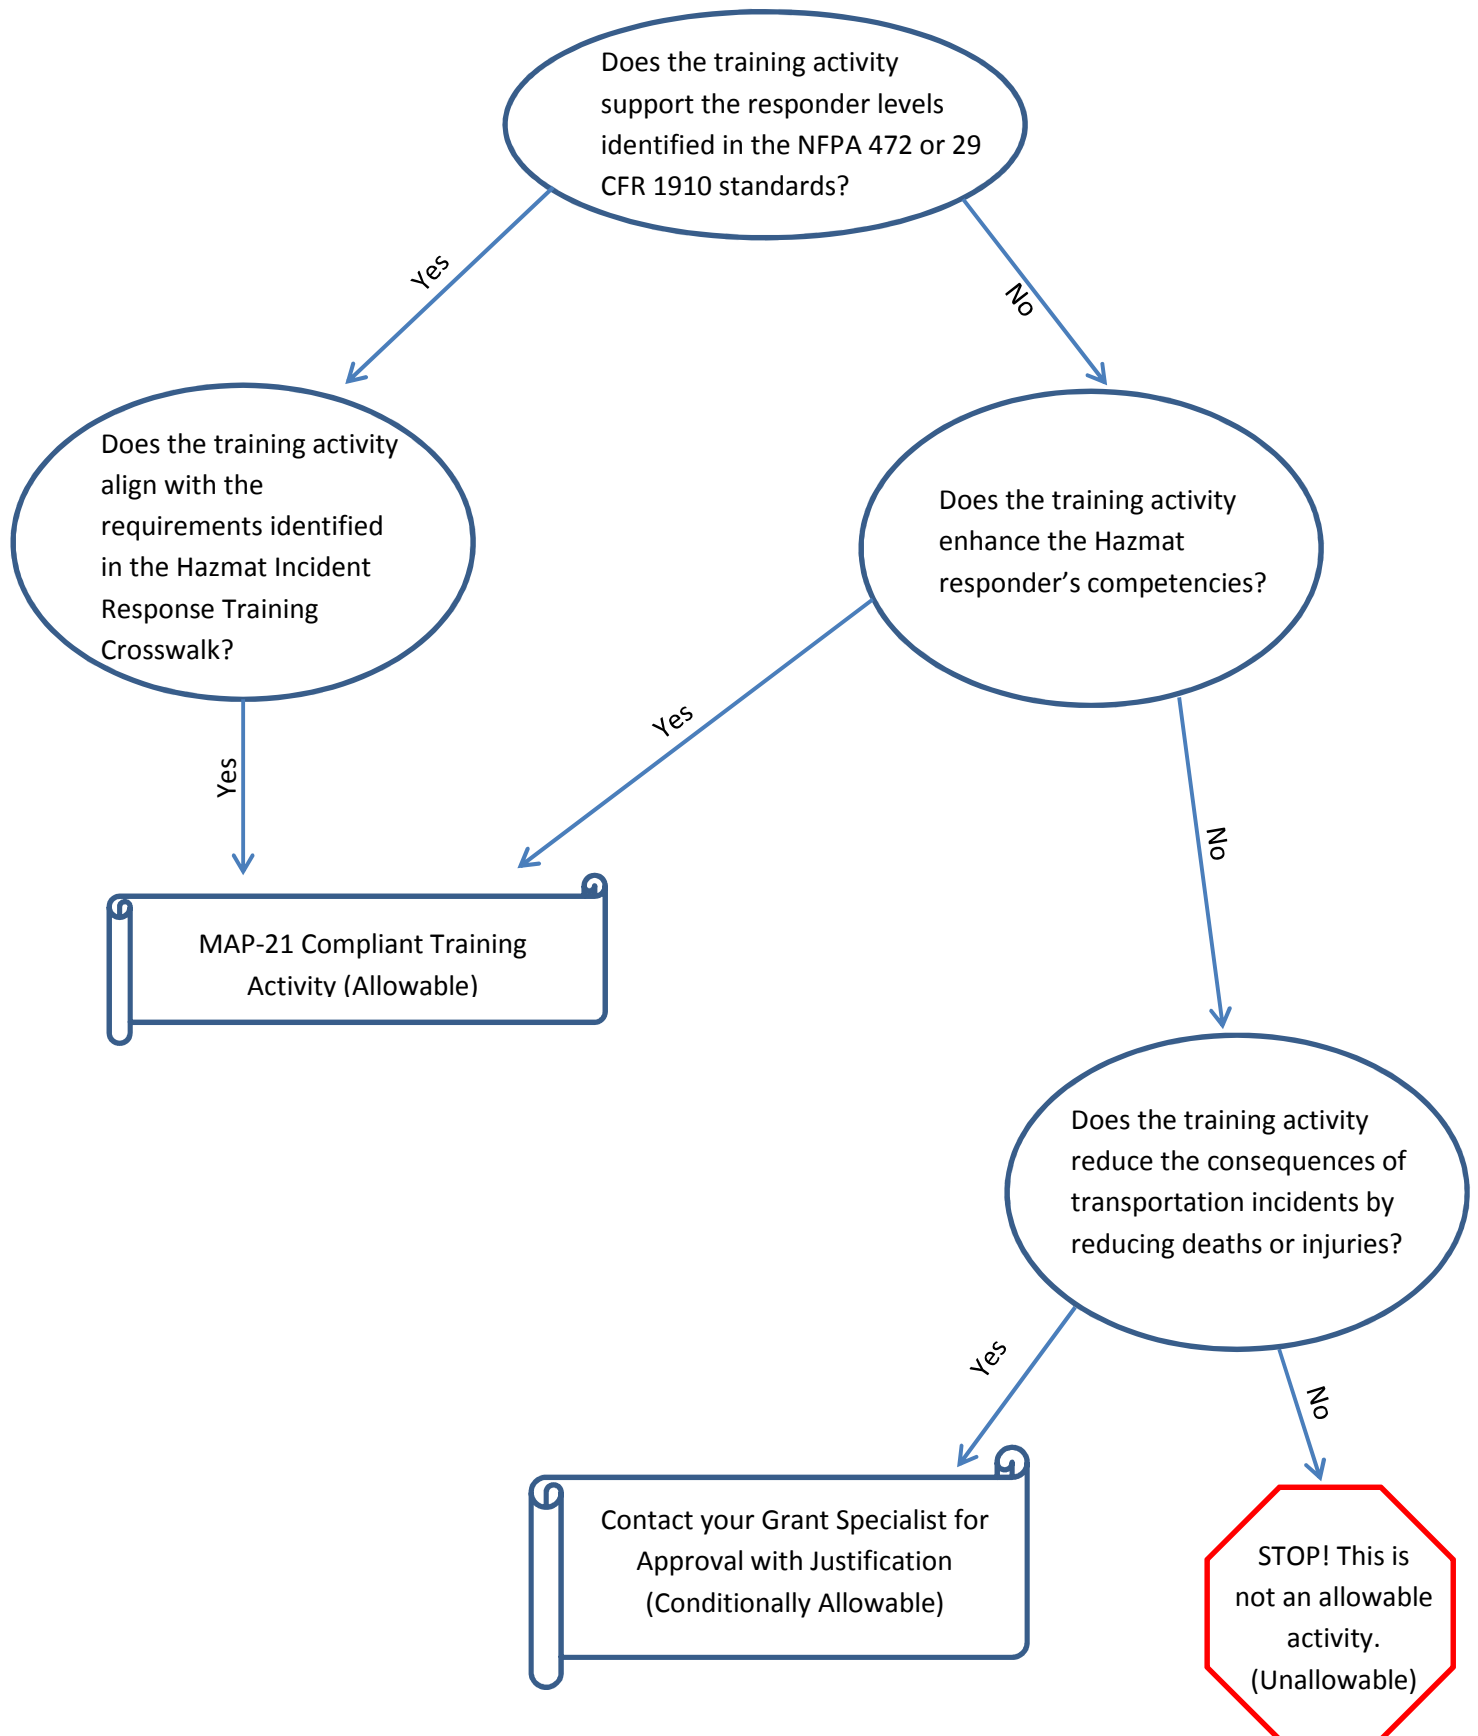 Does the training activity
support the responder levels
identified in the NFPA 472 or 29
CFR 1910 standards?
Yes
No
Does the training activity
align with the
requirements identified
in the Hazmat Incident
Response Training
Crosswalk?
Does the training activity
enhance the Hazmat
responder’s competencies?
Yes
Yes
No
MAP-21 Compliant Training
Activity (Allowable)
Does the training activity
reduce the consequences of
transportation incidents by
reducing deaths or injuries?
Yes
No
Contact your Grant Specialist for
Approval with Justification
(Conditionally Allowable)
STOP! This is
not an allowable
activity.
(Unallowable)